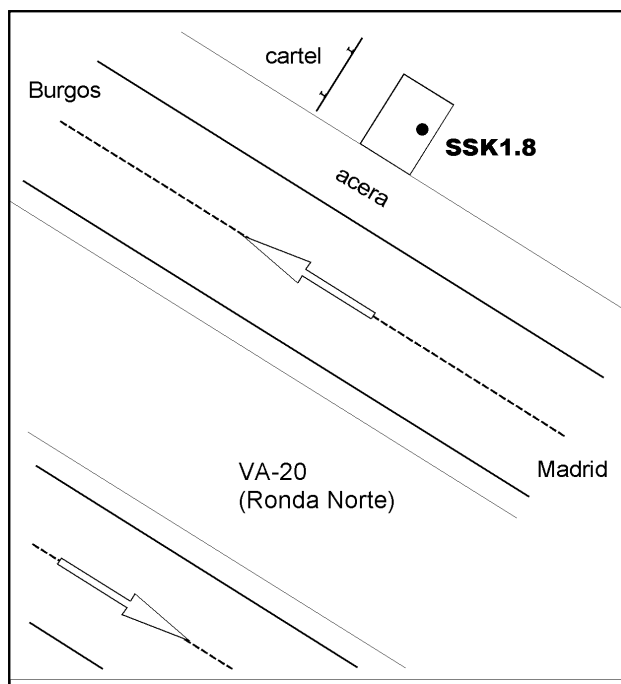 cartel
Burgos
SSK1.8
acera
VA-20
(Ronda Norte)
Madrid